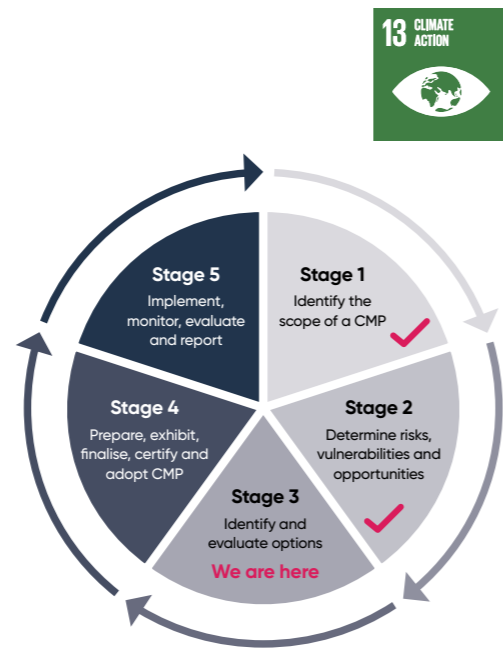 13 CLIMATE
ACTION
Stage 1
Identify the
scope of a CMP
Stage 2
Determine risks,
vulnerabilities and
opportunities
Stage 3
Identify and
evaluate options
We are here
Stage 4
Prepare, exhibit,
finalise, certify and
adopt CMP
Stage 5
Implement,
monitor, evaluate
and report